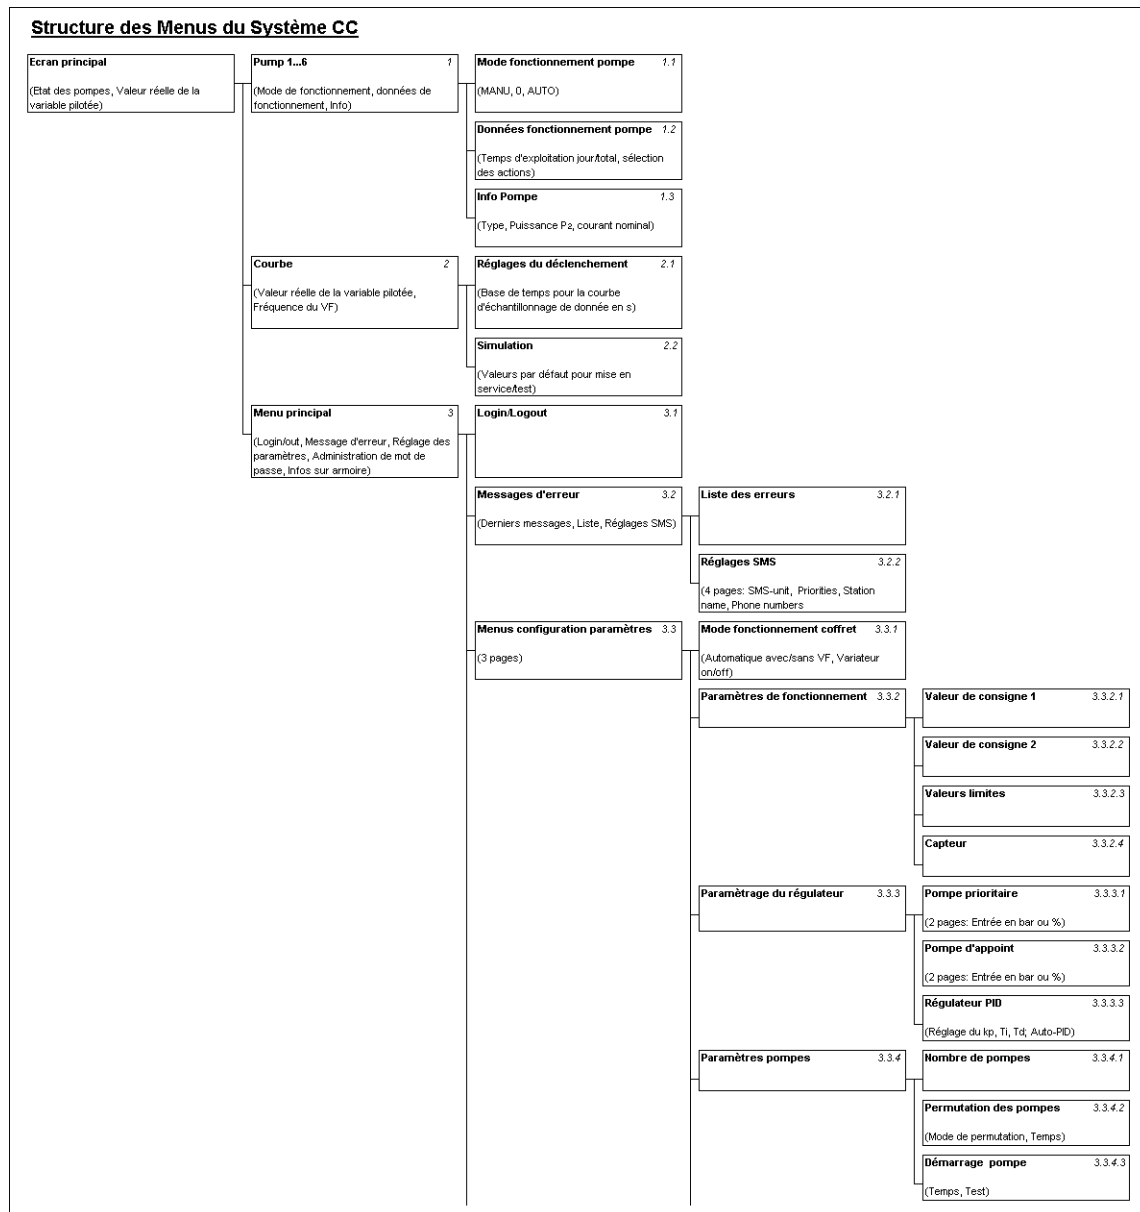 Structure des Menus du Système CC
Ecran principal
(Etat des pompes, Valeur réelle de la
variable pilotée)
Pump 1...6 1
(Mode de fonctionnement, données de
fonctionnement, Info)
Mode fonctionnement pompe 1.1
(MANU, 0, AUTO)
Données fonctionnement pompe 1.2
(Temps d'exploitation jour/total, sélection
des actions)
Info Pompe 1.3
(Type, Puissance P2, courant nominal)
Courbe 2
(Valeur réelle de la variable pilotée,
Fréquence du VF)
Réglages du déclenchement 2.1
(Base de temps pour la courbe
d'échantillonnage de donnée en s)
Simulation 2.2
(Valeurs par défaut pour mise en
service/test)
Menu principal 3
(Login/out, Message d'erreur, Réglage des
paramètres, Administration de mot de
passe, Infos sur armoire)
Login/Logout 3.1
Messages d'erreur 3.2
(Derniers messages, Liste, Réglages SMS)
Liste des erreurs 3.2.1
Réglages SMS 3.2.2
(4 pages: SMS-unit, Priorities, Station
name, Phone numbers
Menus configuration paramètres 3.3
(3 pages)
Mode fonctionnement coffret 3.3.1
(Automatique avec/sans VF, Variateur
on/off)
Paramètres de fonctionnement 3.3.2
Valeur de consigne 1 3.3.2.1
Valeur de consigne 2 3.3.2.2
Valeurs limites 3.3.2.3
Capteur 3.3.2.4
Paramètrage du régulateur 3.3.3
Pompe prioritaire 3.3.3.1
(2 pages: Entrée en bar ou %)
Pompe d'appoint 3.3.3.2
(2 pages: Entrée en bar ou %)
Régulateur PID 3.3.3.3
(Réglage du kp, Ti, Td; Auto-PID)
Paramètres pompes 3.3.4
Nombre de pompes 3.3.4.1
Permutation des pompes 3.3.4.2
(Mode de permutation, Temps)
Démarrage pompe 3.3.4.3
(Temps, Test)